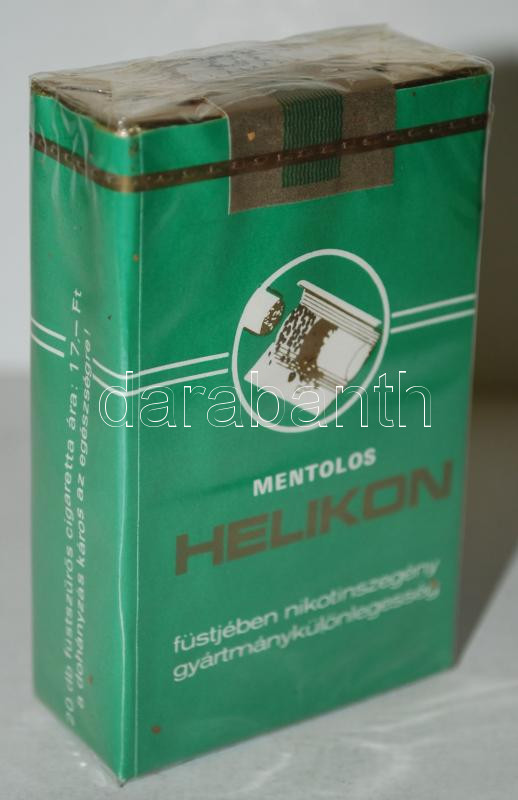 MENTOLOS
HELIKON
füstjében nikotinszegény
gyártmánykülönlegesség
20 db füstszűrős cigaretta ára: 17,– Ft
a dohányzás káros az egészségre!
darabanth